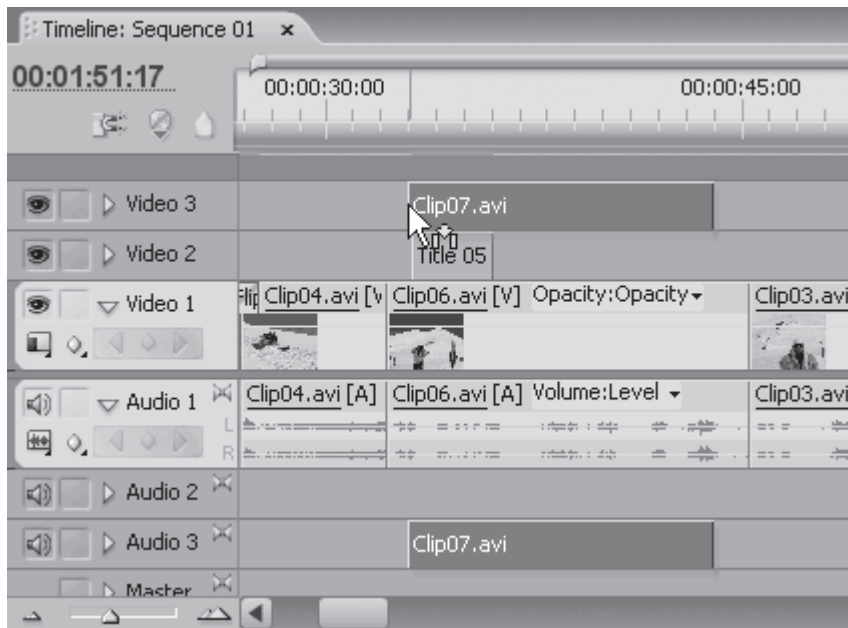 Timeline: Sequence 01 x
00:01:51:17
00:00:30:00 00:00:45:00
Video 3 Clip07.avi
Video 2 Title 05
Video 1 Clip04.avi [V Clip06.avi [V] Opacity:Opacity Clip03.avi
Audio 1 Clip04.avi [A] Clip06.avi [A] Volume:Level Clip03.avi
L
R
Audio 2
Audio 3 Clip07.avi
Master